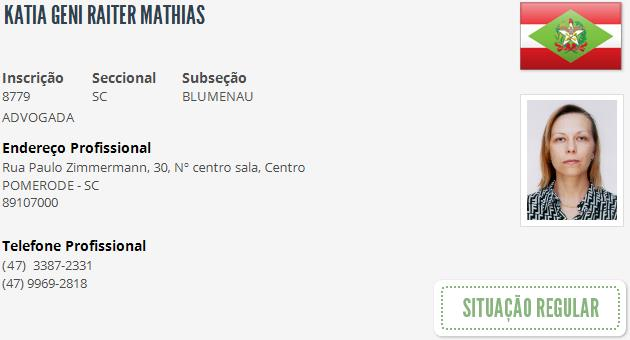 KATIA GENI RAITER MATHIAS
Inscrição Seccional Subseção
8779 SC BLUMENAU
ADVOGADA
Endereço Profissional
Rua Paulo Zimmermann, 30, Nº centro sala, Centro
POMERODE - SC
89107000
Telefone Profissional
(47) 3387-2331
(47) 9969-2818
SITUAÇÃO REGULAR